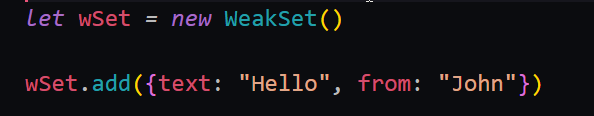 let wSet = new WeakSet()
wSet.add({text: "Hello", from: "John"})